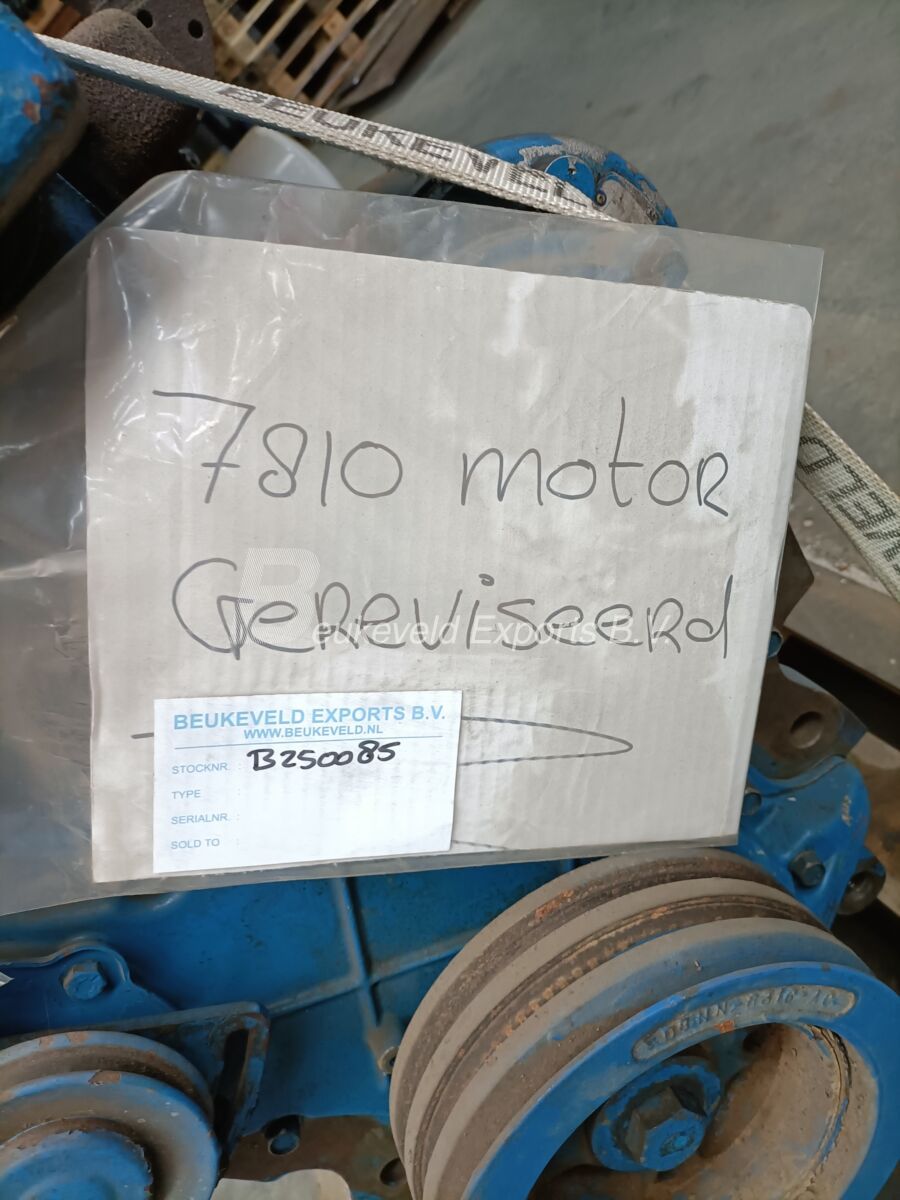 BEUKEVELD
7810 motor
Gereviseerd
Beukeveld Exports B.V.
BEUKEVELD EXPORTS B.V.
WWW.BEUKEVELD.NL
STOCKNR. : B250085
TYPE :
SERIALNR. :
SOLD TO